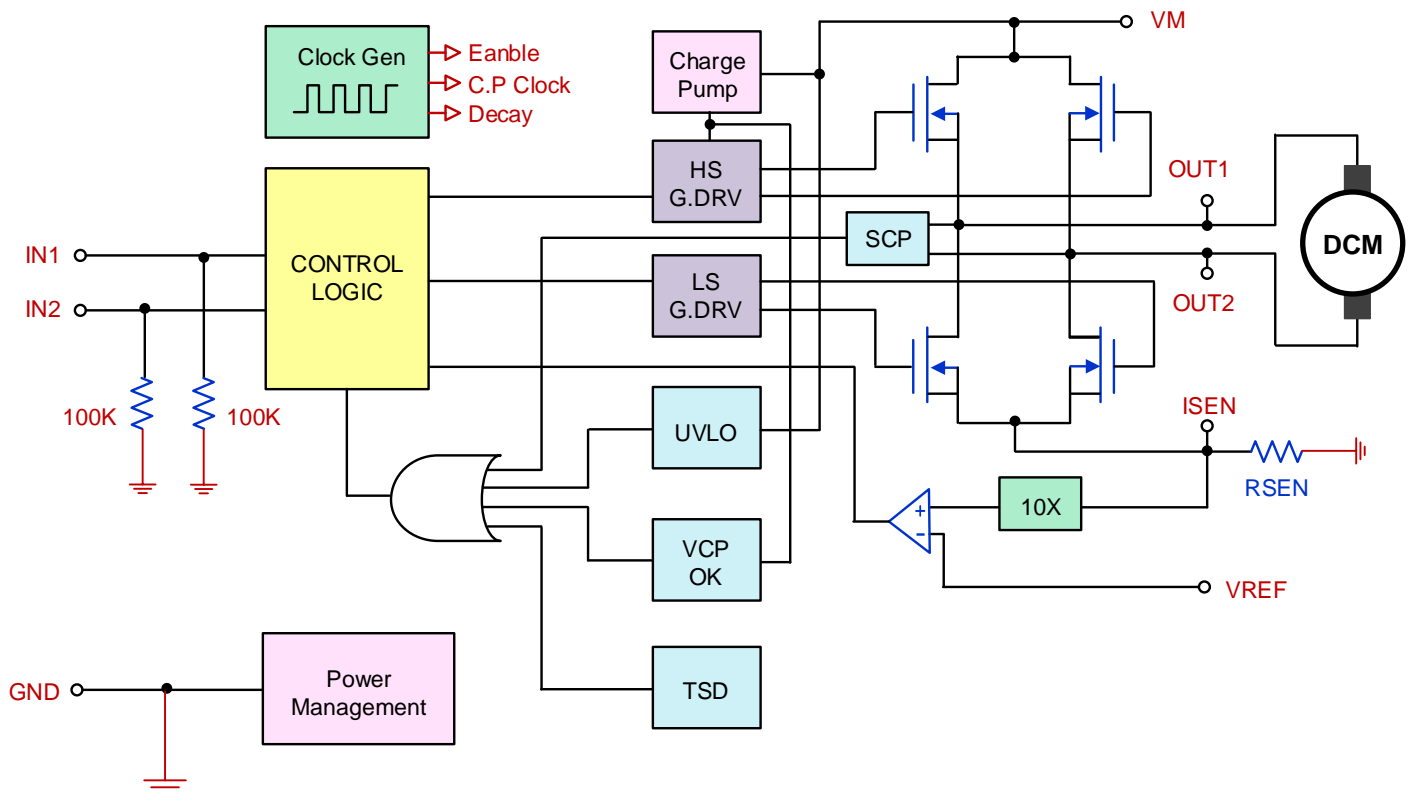 Clock Gen
Eanble
C.P Clock
Decay
Charge
Pump
VM
HS
G.DRV
OUT1
SCP
DCM
IN1
CONTROL
LOGIC
LS
G.DRV
IN2
OUT2
100K
100K
UVLO
ISEN
RSEN
10X
+
-
VCP
OK
VREF
Power
Management
GND
TSD